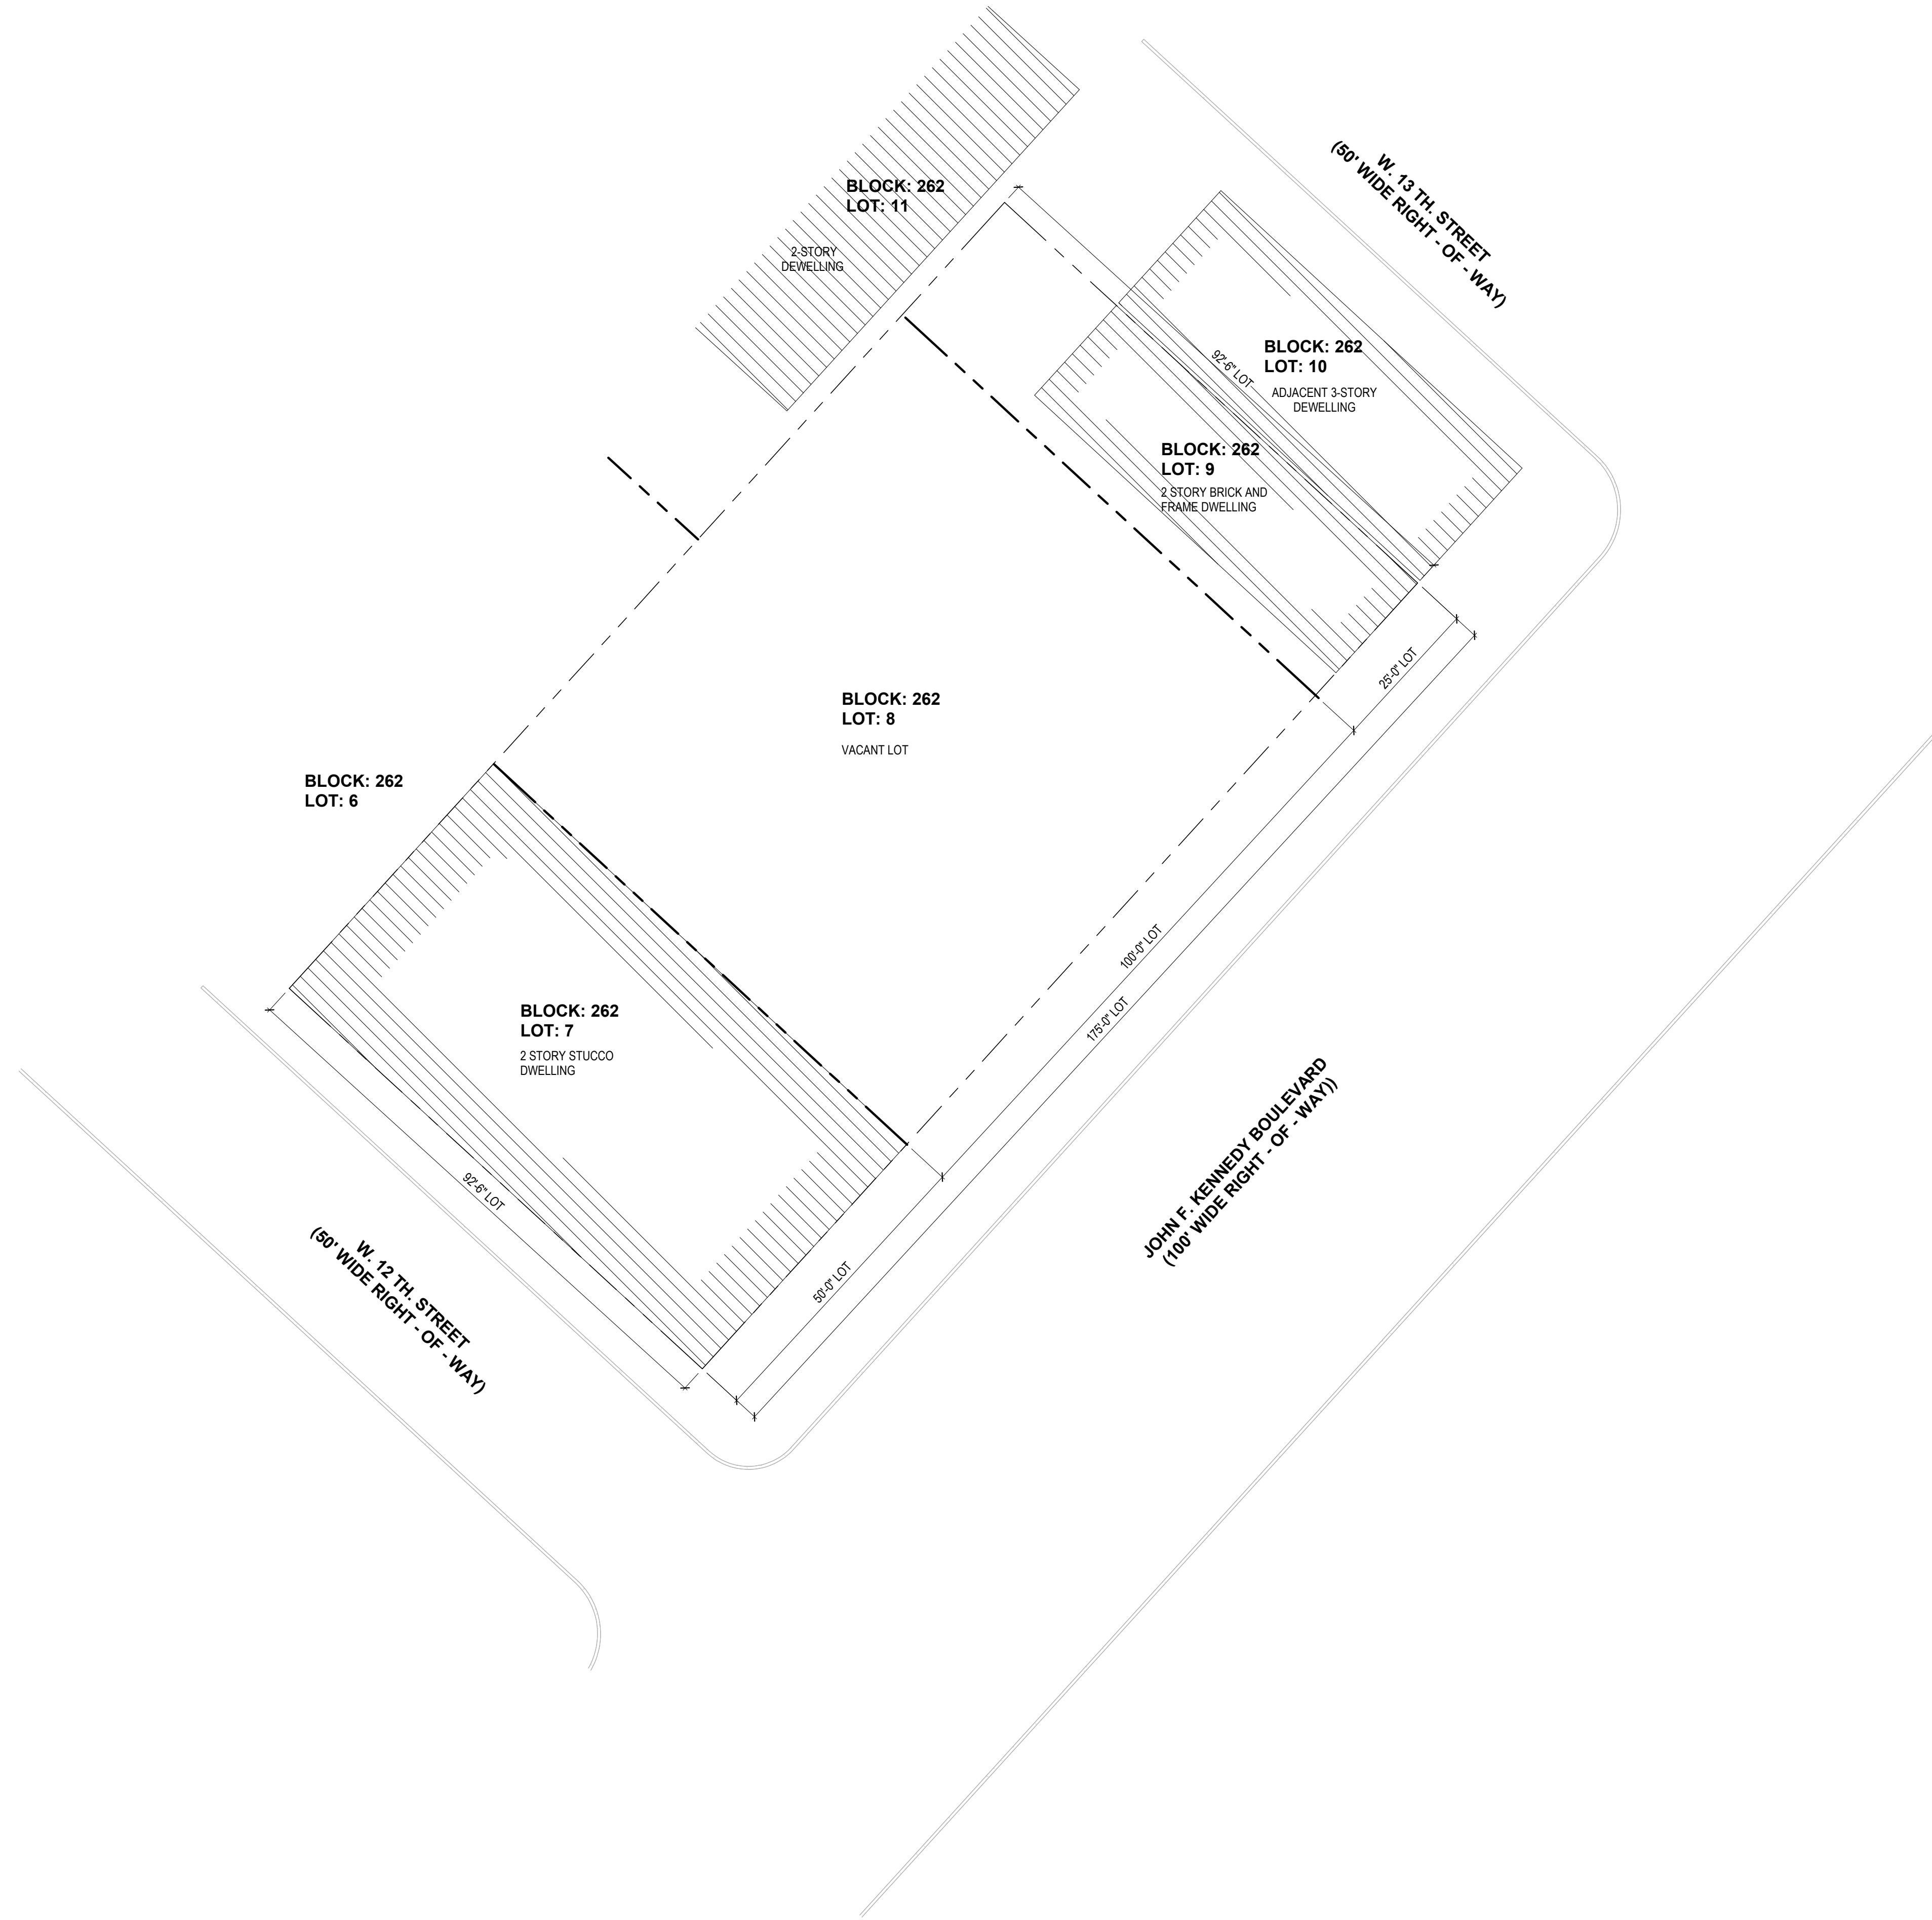 W. 13 TH. STREET
(50' WIDE RIGHT - OF - WAY)
BLOCK: 262
LOT: 11
2-STORY
DEWELLING
92'-6" LOT
BLOCK: 262
LOT: 10
ADJACENT 3-STORY
DEWELLING
BLOCK: 262
LOT: 9
2 STORY BRICK AND
FRAME DWELLING
25'-0" LOT
BLOCK: 262
LOT: 8
VACANT LOT
BLOCK: 262
LOT: 6
100'-0" LOT
175'-0" LOT
BLOCK: 262
LOT: 7
2 STORY STUCCO
DWELLING
JOHN F. KENNEDY BOULEVARD
(100' WIDE RIGHT - OF - WAY))
92'-6" LOT
50'-0" LOT
W. 12 TH. STREET
(50' WIDE RIGHT - OF - WAY)